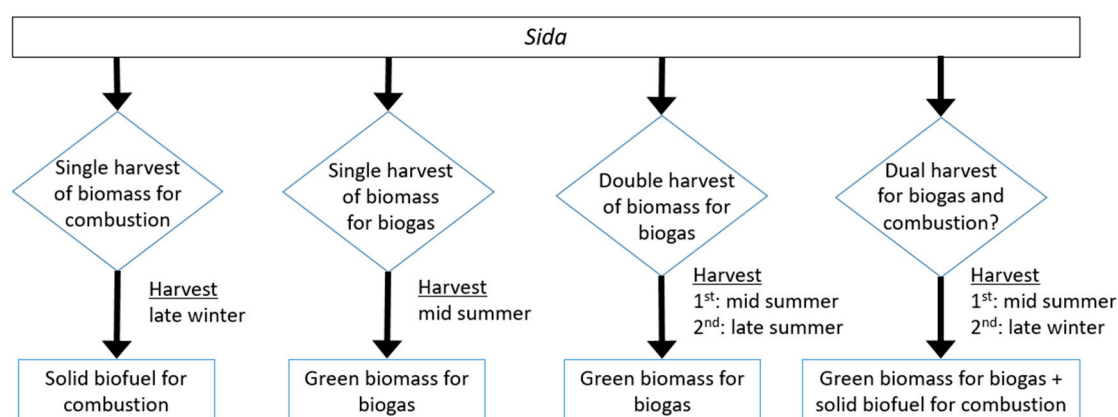 Sida
Single harvest
of biomass for
combustion
Single harvest
of biomass
for biogas
Double harvest
of biomass for
biogas
Dual harvest
for biogas and
combustion?
Harvest
late winter
Harvest
mid summer
Harvest
1st: mid summer
2nd: late summer
Harvest
1st: mid summer
2nd: late winter
Solid biofuel for
combustion
Green biomass for
biogas
Green biomass for
biogas
Green biomass for biogas +
solid biofuel for combustion